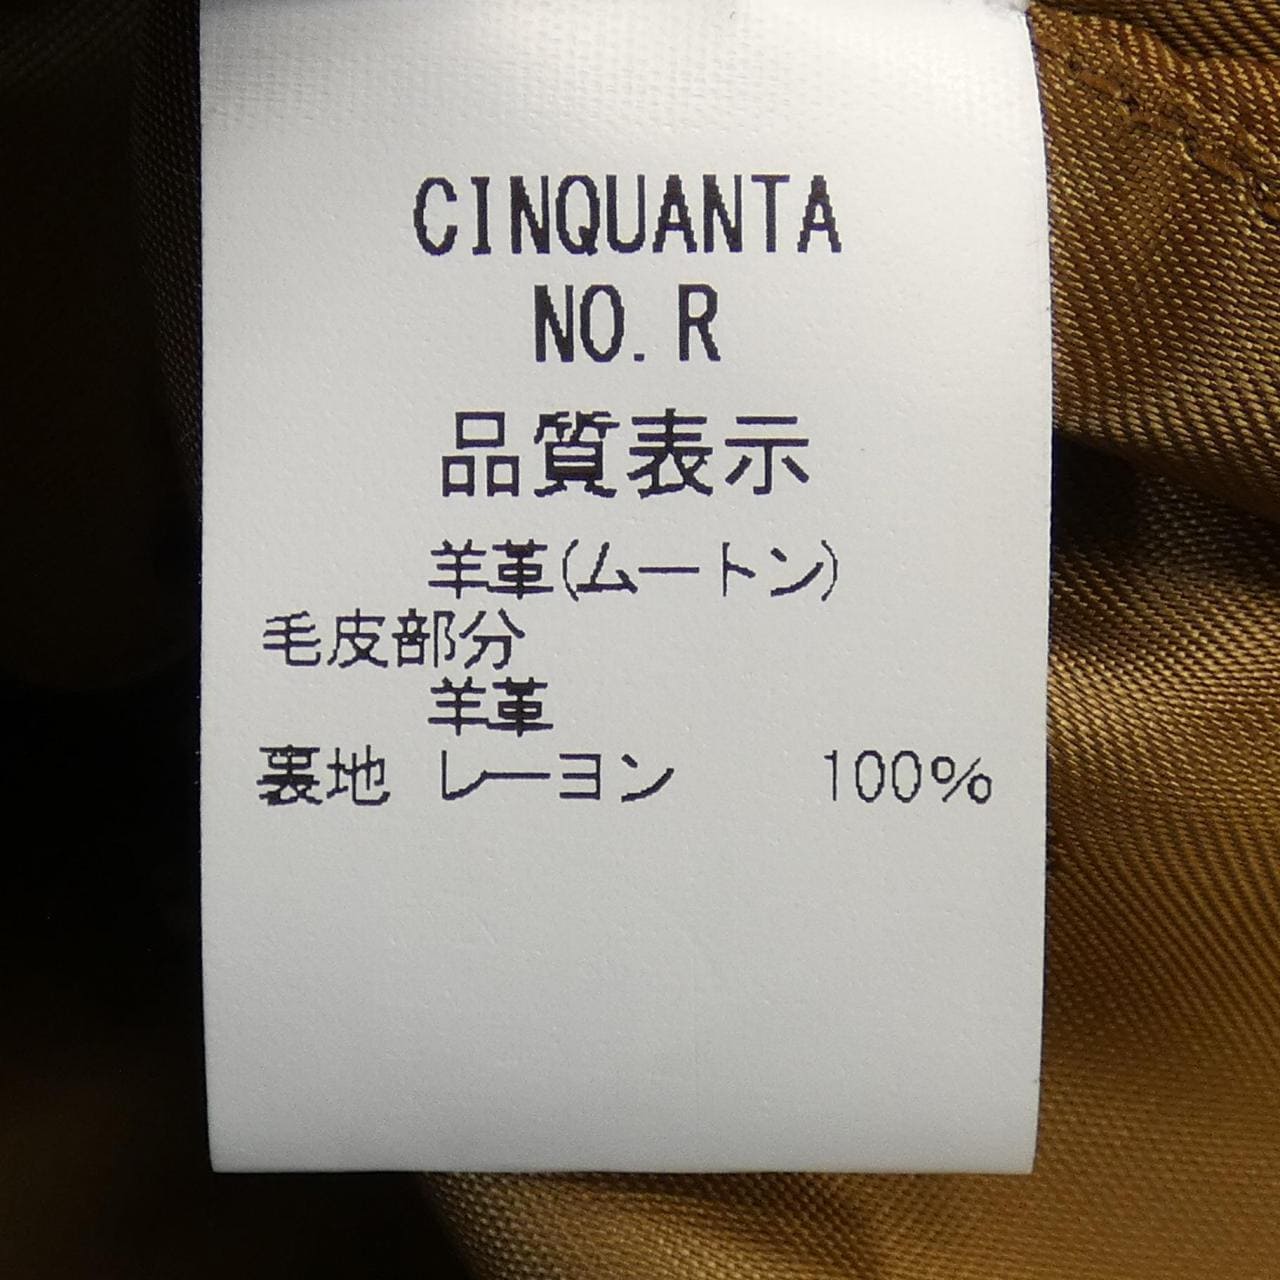 CINQUANTA
NO. R
品質表示
羊革(ムートン)
毛皮部分
羊革
裏地 レーヨン 100%